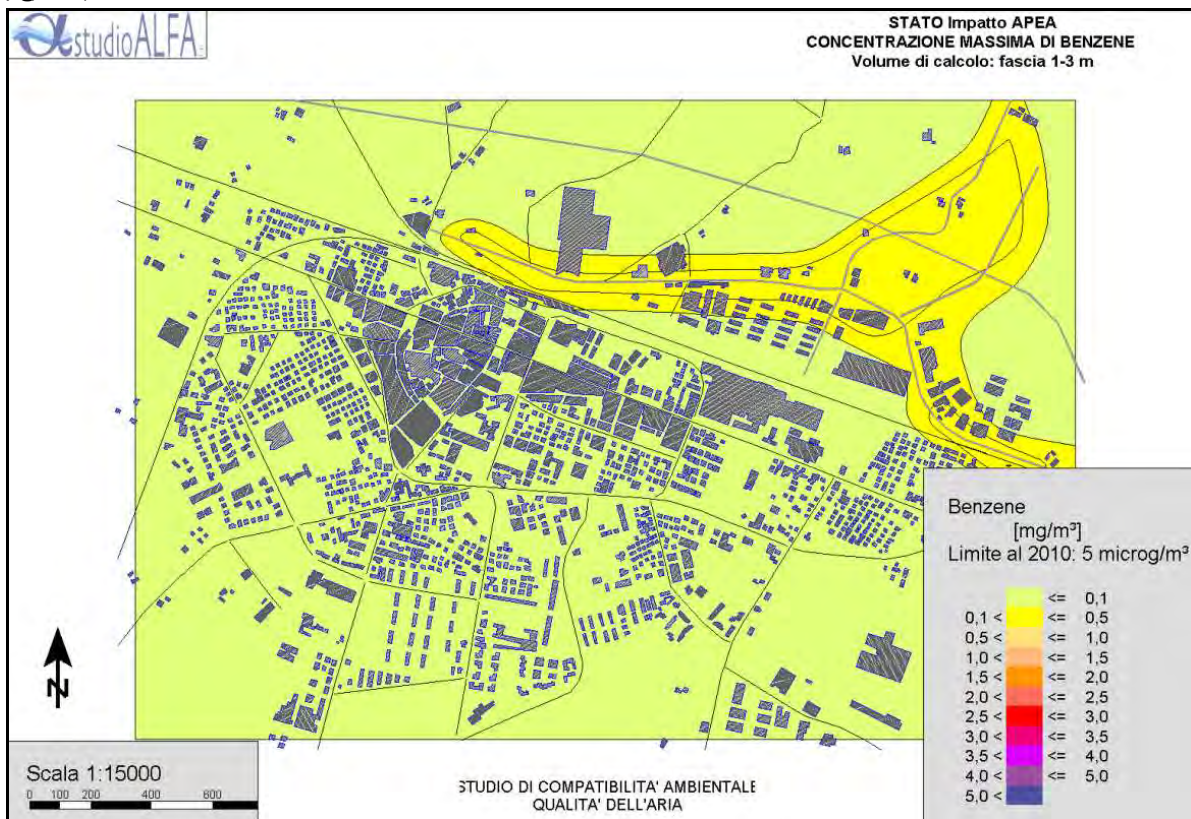 αstudioALFA
STATO Impatto APEA
CONCENTRAZIONE MASSIMA DI BENZENE
Volume di calcolo: fascia 1-3 m
Benzene
[mg/m³]
Limite al 2010: 5 microg/m³
<= 0,1
0,1 < <= 0,5
0,5 < <= 1,0
1,0 < <= 1,5
1,5 < <= 2,0
2,0 < <= 2,5
2,5 < <= 3,0
3,0 < <= 3,5
3,5 < <= 4,0
4,0 < <= 5,0
5,0 <
N
Scala 1:15000
0 100 200 400 600
STUDIO DI COMPATIBILITA' AMBIENTALE
QUALITA' DELL'ARIA